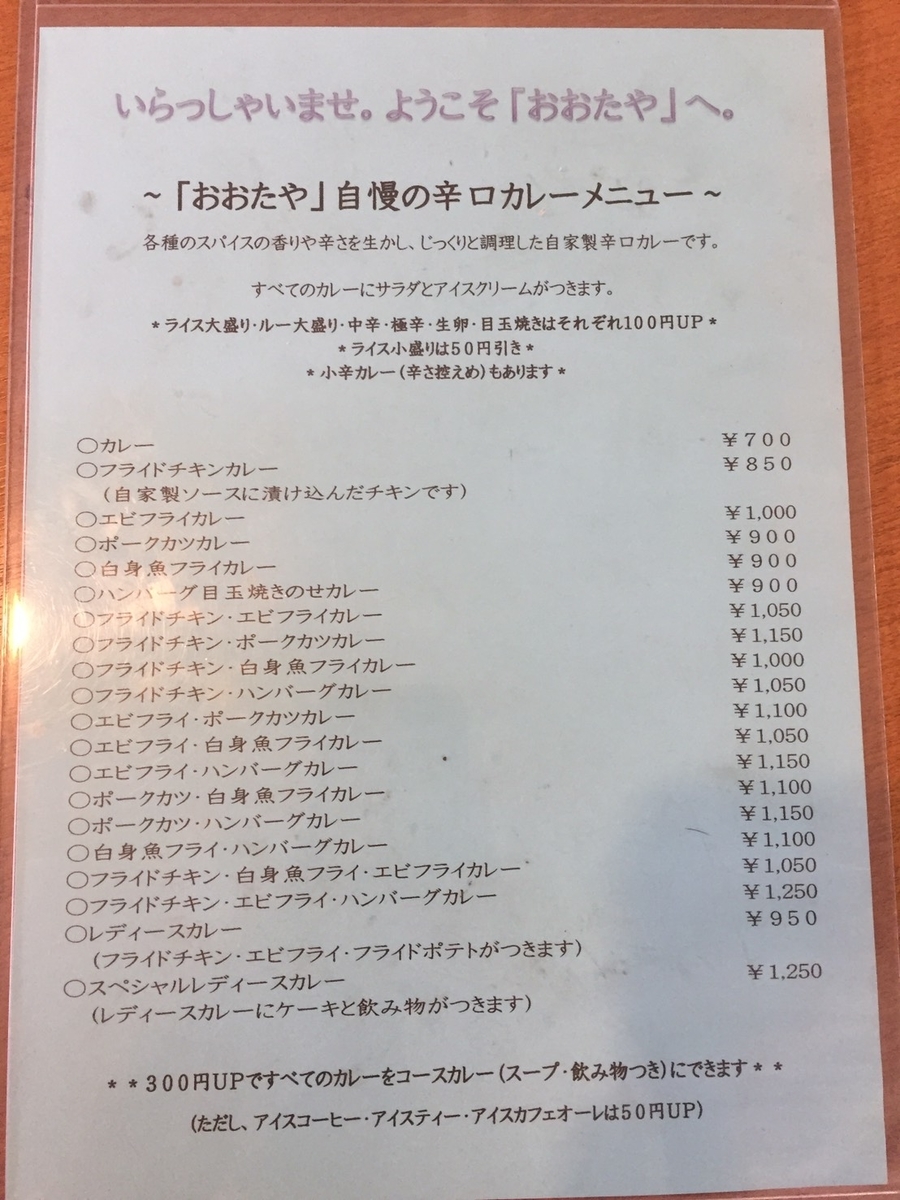 いらっしゃいませ。ようこそ「おおたや」へ。
～「おおたや」自慢の辛口カレーメニュー～
各種のスパイスの香りや辛さを生かし、じっくりと調理した自家製辛口カレーです。
すべてのカレーにサラダとアイスクリームがつきます。
*ライス大盛り・ルー大盛り・中辛・極辛・生卵・目玉焼きはそれぞれ100円UP*
*ライス小盛りは50円引き*
*小辛カレー(辛さ控えめ)もあります*
○カレー ￥700
○フライドチキンカレー ￥850
(自家製ソースに漬け込んだチキンです)
○エビフライカレー ￥1,000
○ポークカツカレー ￥900
○白身魚フライカレー ￥900
○ハンバーグ目玉焼きのせカレー ￥900
○フライドチキン・エビフライカレー ￥1,050
○フライドチキン・ポークカツカレー ￥1,150
○フライドチキン・白身魚フライカレー ￥1,000
○フライドチキン・ハンバーグカレー ￥1,050
○エビフライ・ポークカツカレー ￥1,100
○エビフライ・白身魚フライカレー ￥1,050
○エビフライ・ハンバーグカレー ￥1,150
○ポークカツ・白身魚フライカレー ￥1,100
○ポークカツ・ハンバーグカレー ￥1,150
○白身魚フライ・ハンバーグカレー ￥1,100
○フライドチキン・白身魚フライ・エビフライカレー ￥1,050
○フライドチキン・エビフライ・ハンバーグカレー ￥1,250
○レディースカレー ￥950
(フライドチキン・エビフライ・フライドポテトがつきます)
○スペシャルレディースカレー ￥1,250
(レディースカレーにケーキと飲み物がつきます)
**300円UPですべてのカレーをコースカレー(スープ・飲み物つき)にできます**
(ただし、アイスコーヒー・アイスティー・アイスカフェオーレは50円UP)